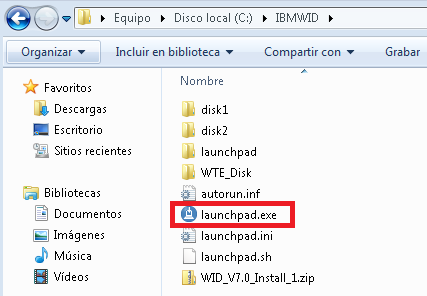 Equipo ▸ Disco local (C:) ▸ IBMWID ▸
Organizar ▾ Incluir en biblioteca ▾ Compartir con ▾ Grabar
Nombre
Favoritos
Descargas
Escritorio
Sitios recientes
Bibliotecas
Documentos
Imágenes
Música
Vídeos
disk1
disk2
launchpad
WTE_Disk
autorun.inf
launchpad.exe
launchpad.ini
launchpad.sh
WID_V7.0_Install_1.zip